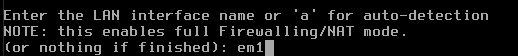 Enter the LAN interface name or 'a' for auto-detection
NOTE: this enables full Firewalling/NAT mode.
(or nothing if finished): em1